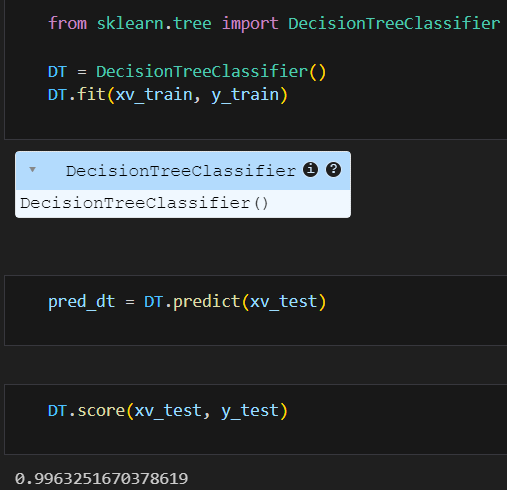 from sklearn.tree import DecisionTreeClassifier
DT = DecisionTreeClassifier()
DT.fit(xv_train, y_train)
DecisionTreeClassifier i ?
DecisionTreeClassifier()
pred_dt = DT.predict(xv_test)
DT.score(xv_test, y_test)
0.9963251670378619